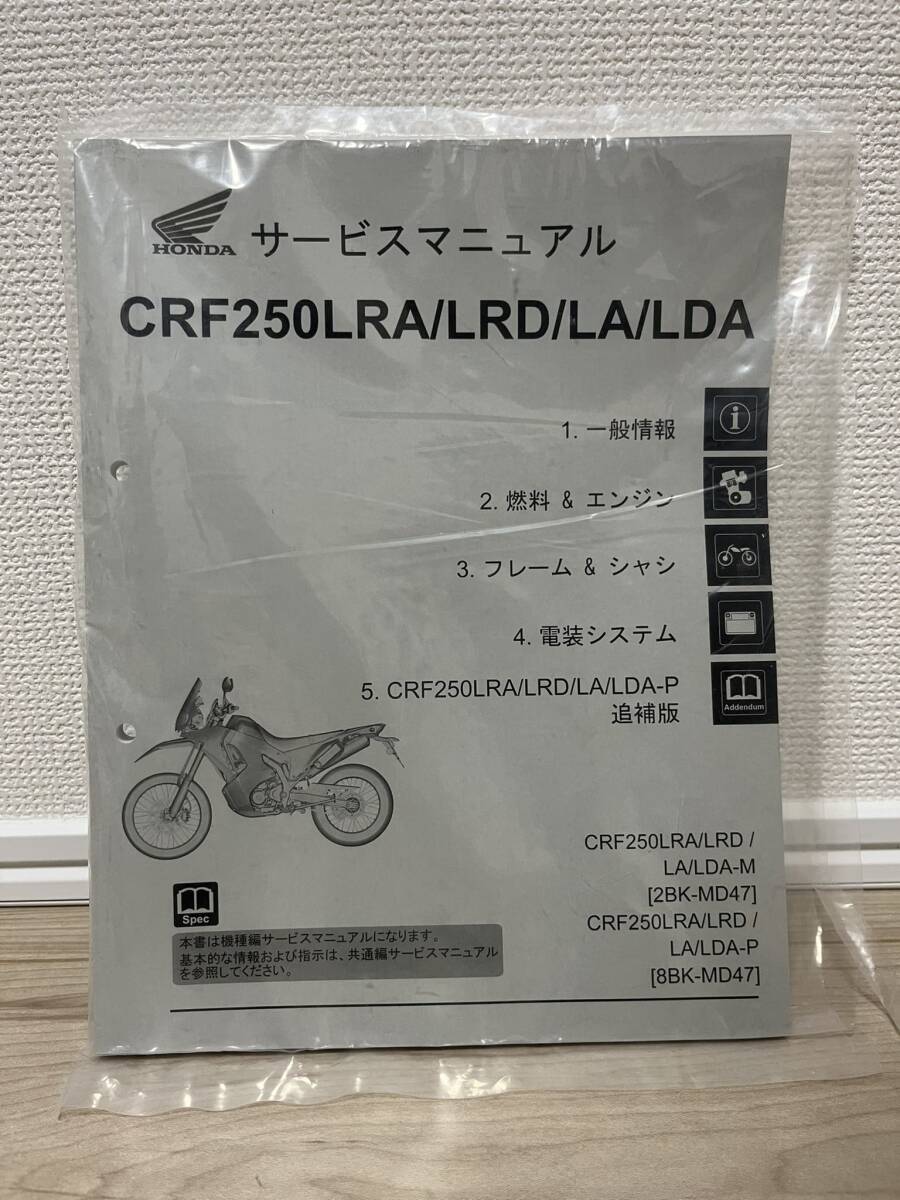 HONDA サービスマニュアル
CRF250LRA/LRD/LA/LDA
1. 一般情報
2. 燃料 & エンジン
3. フレーム & シャシ
4. 電装システム
5. CRF250LRA/LRD/LA/LDA-P
追補版
Addendum
CRF250LRA/LRD /
LA/LDA-M
[2BK-MD47]
CRF250LRA/LRD /
LA/LDA-P
[8BK-MD47]
Spec
本書は機種編サービスマニュアルになります。
基本的な情報および指示は、共通編サービスマニュアル
を参照してください。